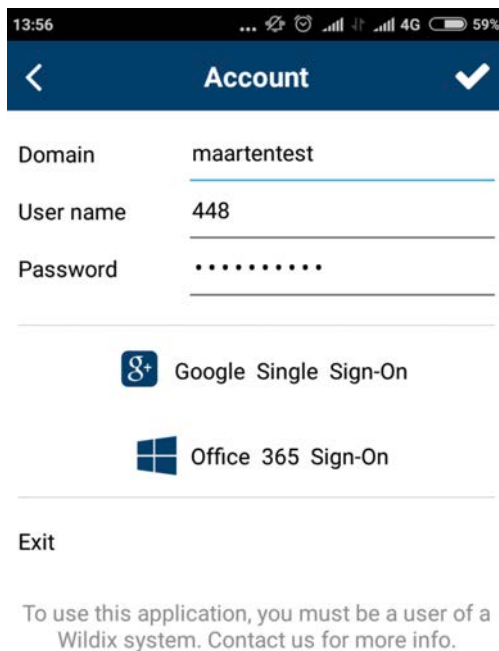 13:56 ... 4G 59%
Account
Domain maartentest
User name 448
Password ••••••••••
g+ Google Single Sign-On
Office 365 Sign-On
Exit
To use this application, you must be a user of a
Wildix system. Contact us for more info.